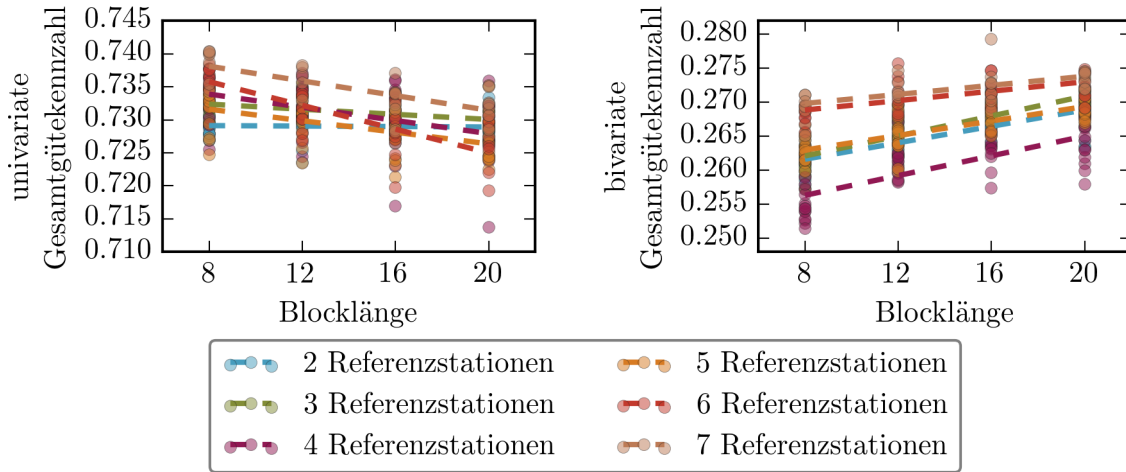 univariate
Gesamtgütekennzahl
0.745
0.740
0.735
0.730
0.725
0.720
0.715
0.710
8 12 16 20
Blocklänge
bivariate
Gesamtgütekennzahl
0.280
0.275
0.270
0.265
0.260
0.255
0.250
8 12 16 20
Blocklänge
2 Referenzstationen
3 Referenzstationen
4 Referenzstationen
5 Referenzstationen
6 Referenzstationen
7 Referenzstationen